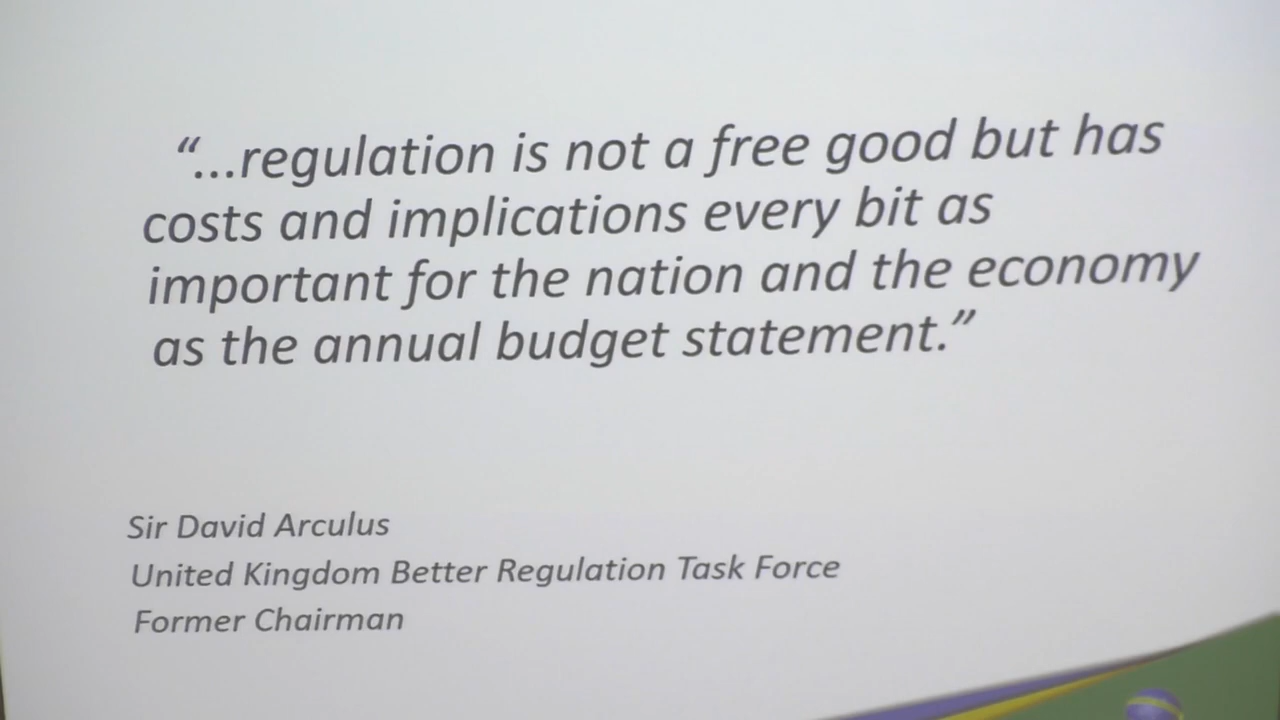 “...regulation is not a free good but has
costs and implications every bit as
important for the nation and the economy
as the annual budget statement.”
Sir David Arculus
United Kingdom Better Regulation Task Force
Former Chairman